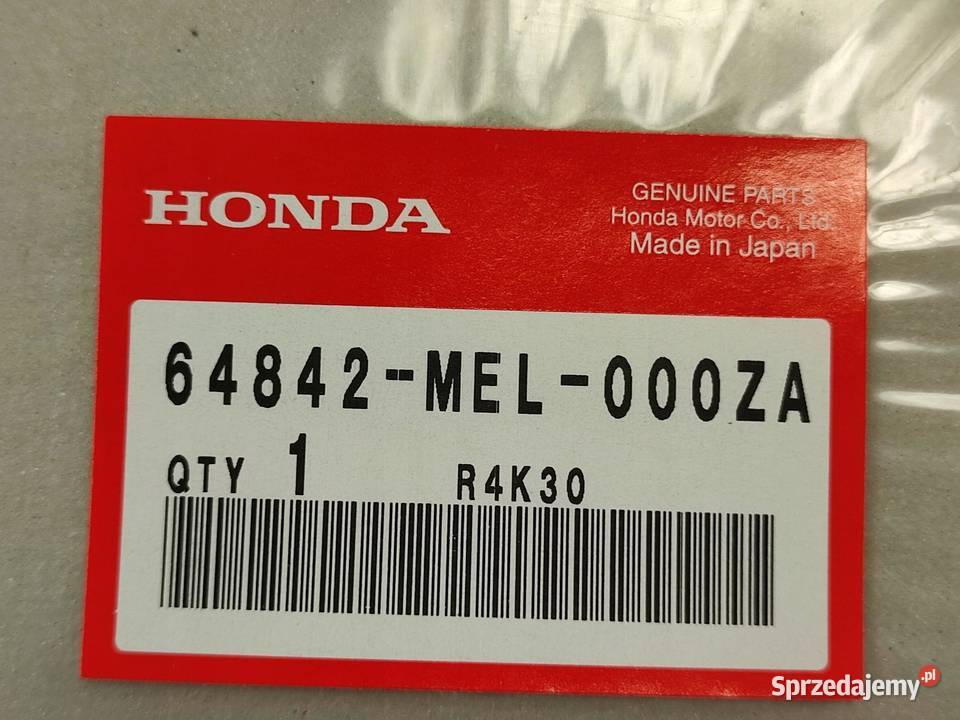 HONDA
GENUINE PARTS
Honda Motor Co., Ltd.
Made in Japan
64842-MEL-000ZA
QTY 1 R4K30
Sprzedajemy.pl